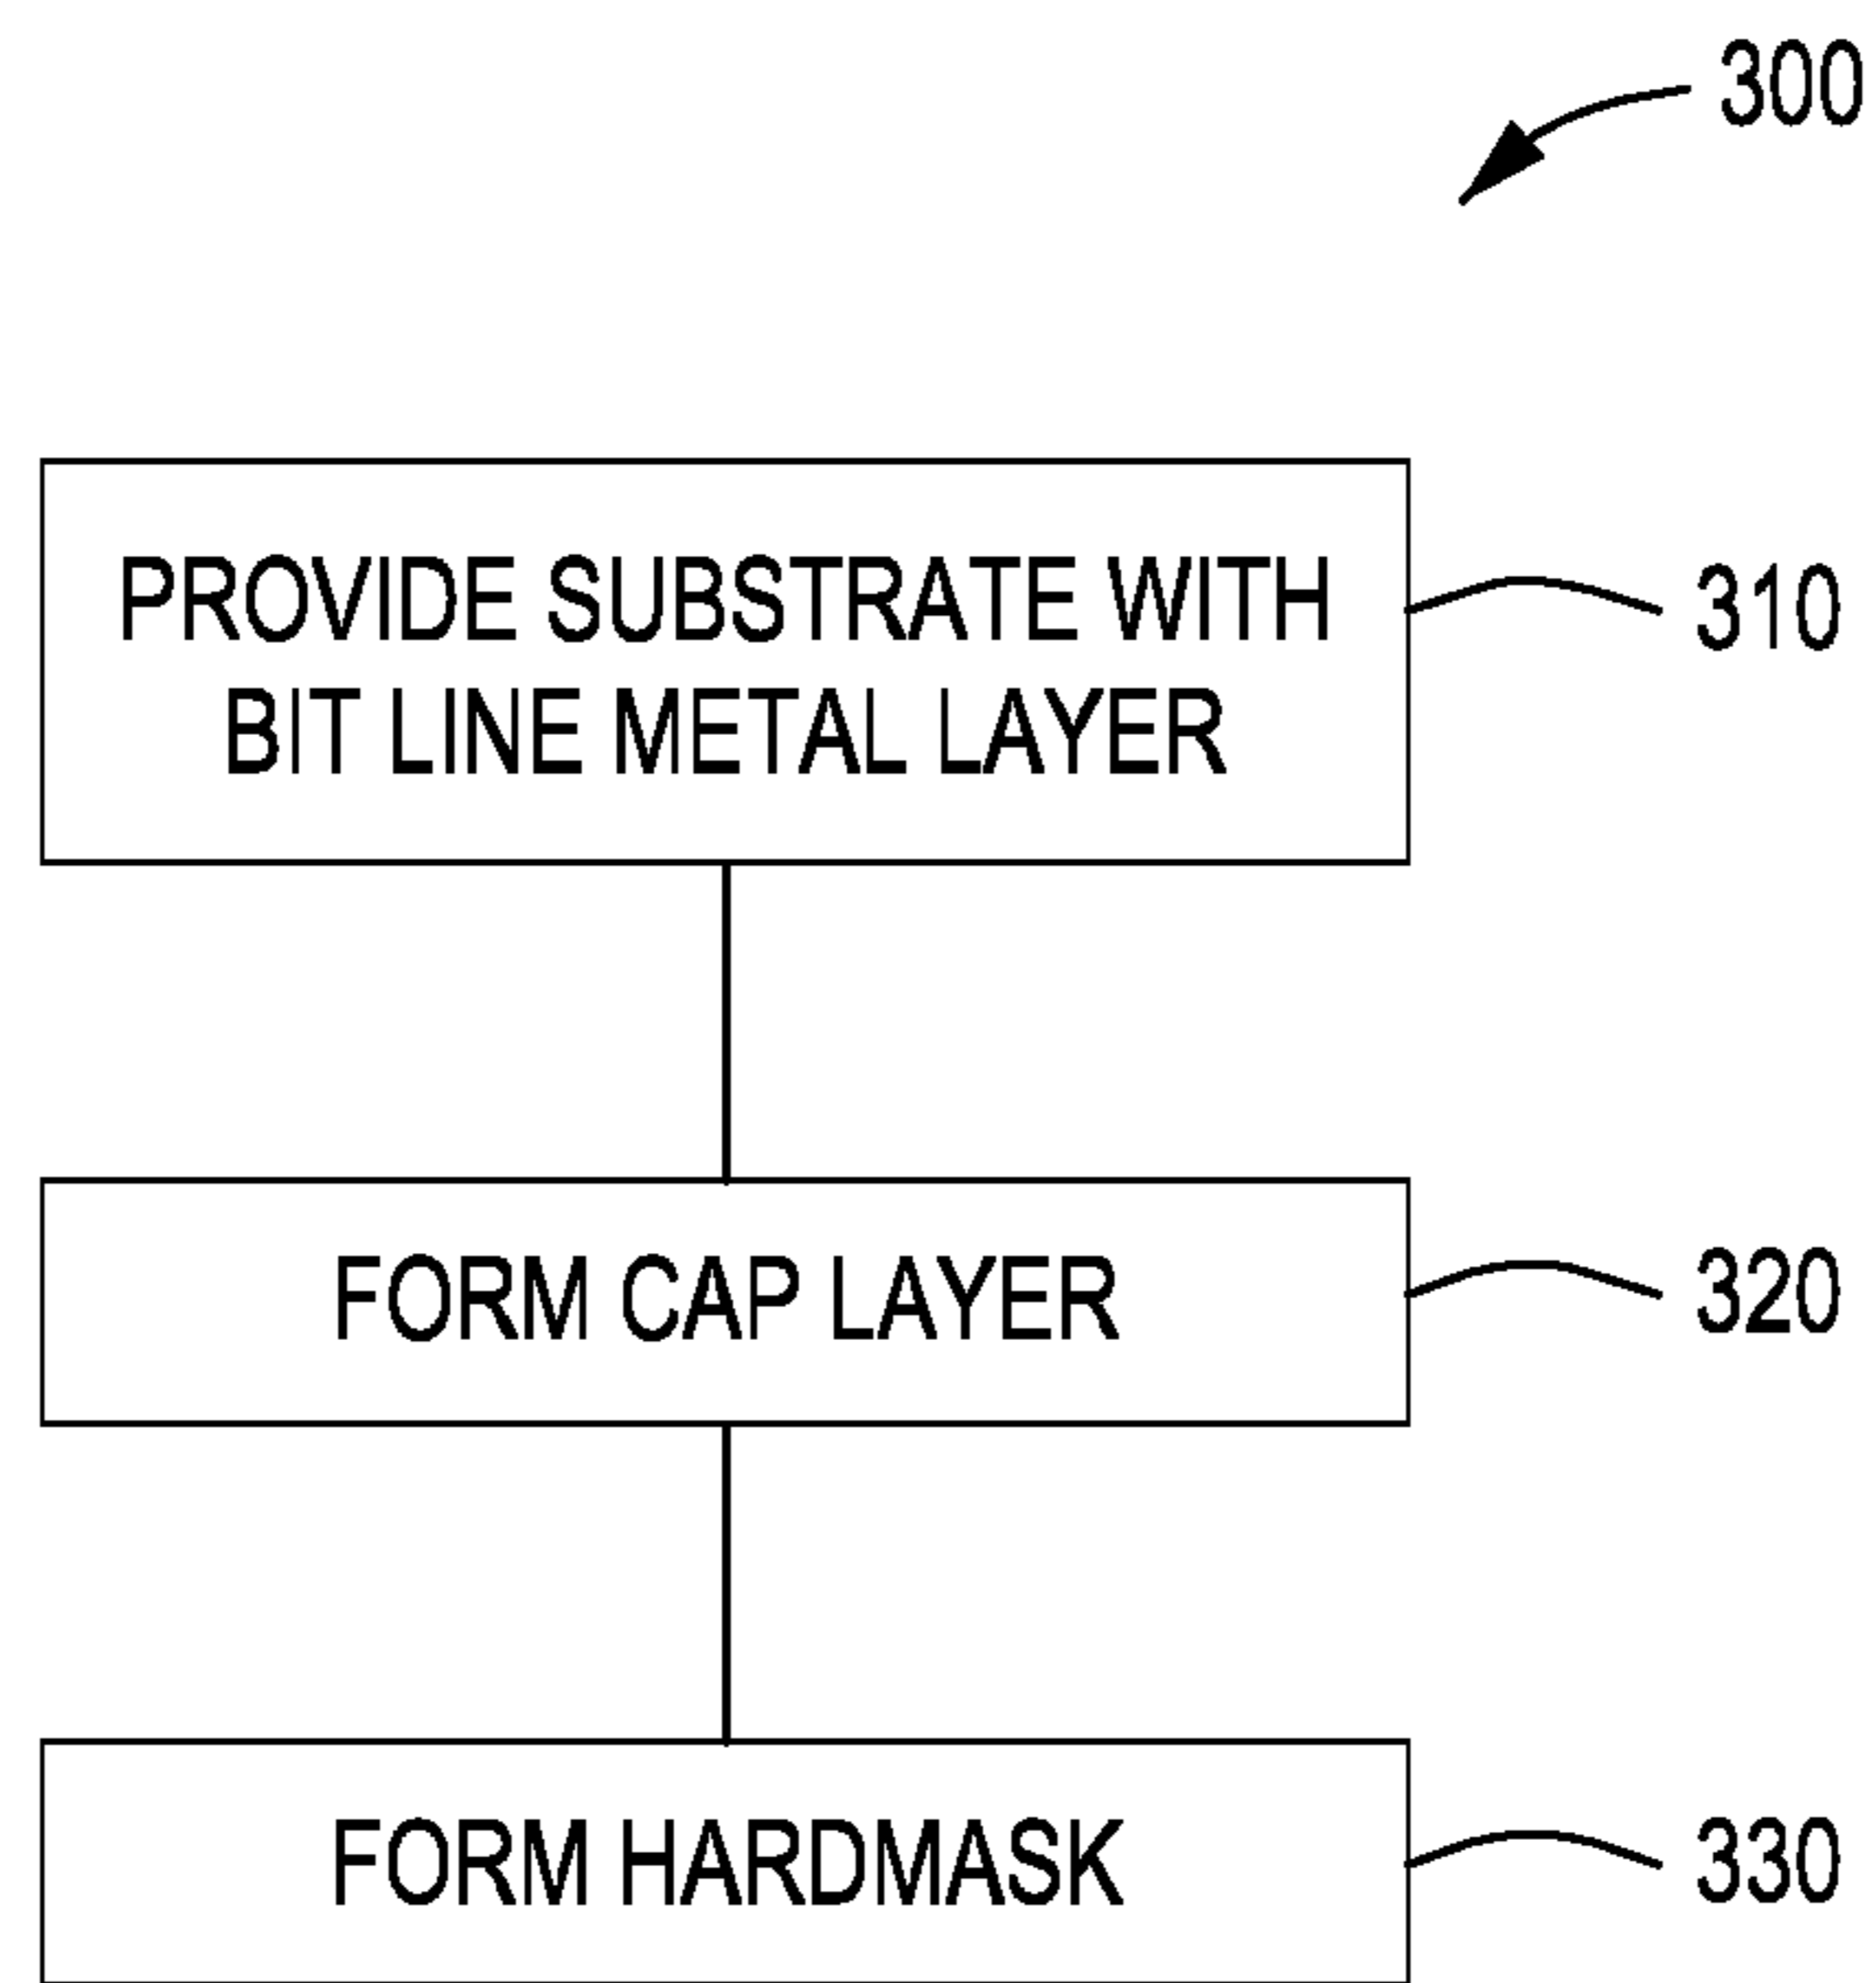 300
PROVIDE SUBSTRATE WITH
BIT LINE METAL LAYER
310
FORM CAP LAYER
320
FORM HARDMASK
330